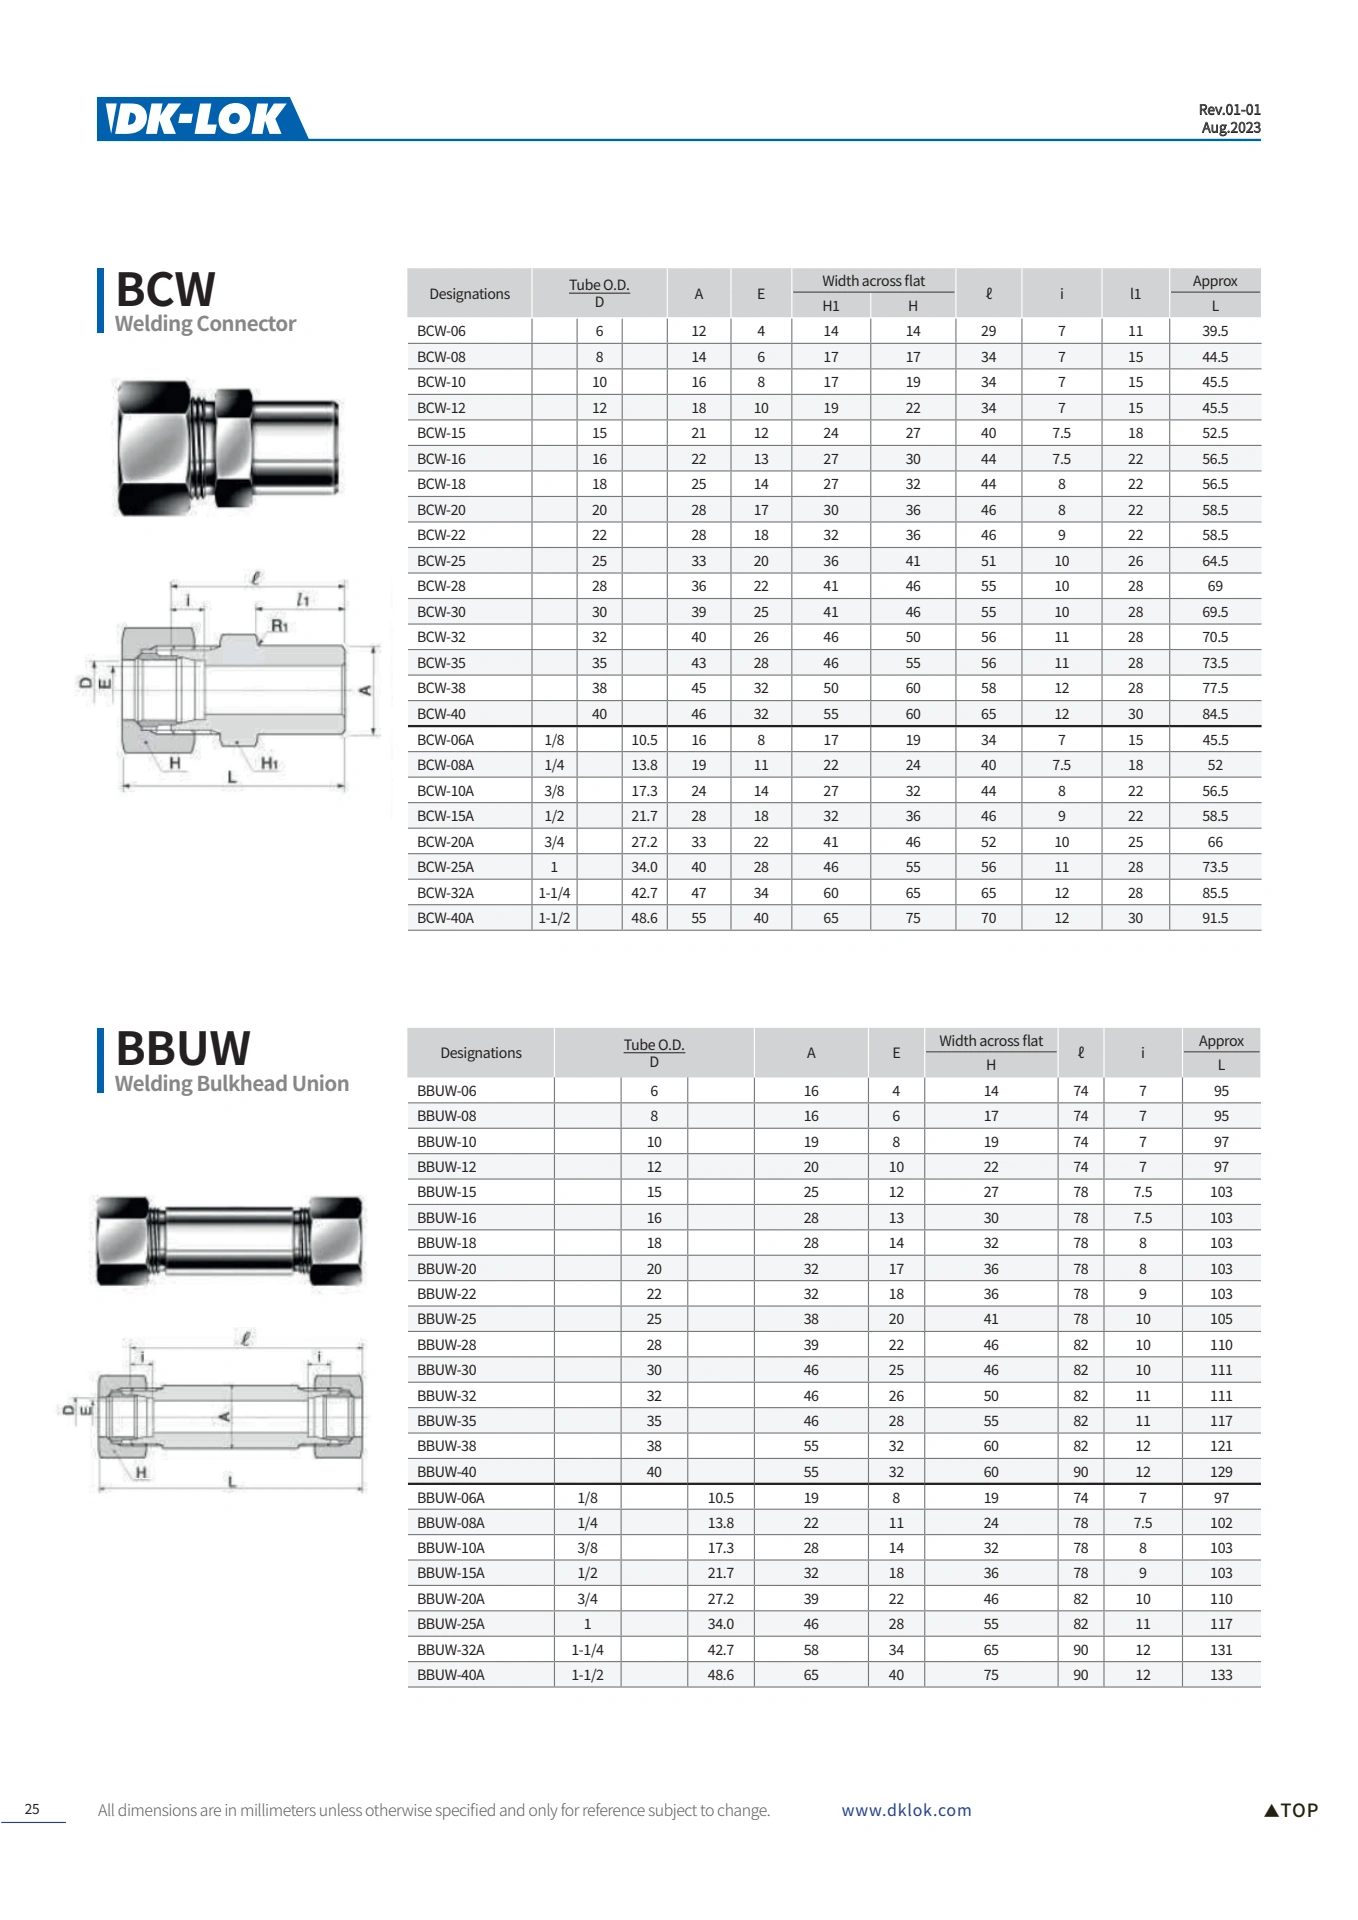 DK-LOK
Rev.01-01
Aug.2023
BCW
Welding Connector
ℓ
i
l1
R1
D
E
A
H
H1
L
Designations Tube O.D. D A E Width across flat H1 H ℓ i l1 Approx L
BCW-06 6 12 4 14 14 29 7 11 39.5
BCW-08 8 14 6 17 17 34 7 15 44.5
BCW-10 10 16 8 17 19 34 7 15 45.5
BCW-12 12 18 10 19 22 34 7 15 45.5
BCW-15 15 21 12 24 27 40 7.5 18 52.5
BCW-16 16 22 13 27 30 44 7.5 22 56.5
BCW-18 18 25 14 27 32 44 8 22 56.5
BCW-20 20 28 17 30 36 46 8 22 58.5
BCW-22 22 28 18 32 36 46 9 22 58.5
BCW-25 25 33 20 36 41 51 10 26 64.5
BCW-28 28 36 22 41 46 55 10 28 69
BCW-30 30 39 25 41 46 55 10 28 69.5
BCW-32 32 40 26 46 50 56 11 28 70.5
BCW-35 35 43 28 46 55 56 11 28 73.5
BCW-38 38 45 32 50 60 58 12 28 77.5
BCW-40 40 46 32 55 60 65 12 30 84.5
BCW-06A 1/8 10.5 16 8 17 19 34 7 15 45.5
BCW-08A 1/4 13.8 19 11 22 24 40 7.5 18 52
BCW-10A 3/8 17.3 24 14 27 32 44 8 22 56.5
BCW-15A 1/2 21.7 28 18 32 36 46 9 22 58.5
BCW-20A 3/4 27.2 33 22 41 46 52 10 25 66
BCW-25A 1 34.0 40 28 46 55 56 11 28 73.5
BCW-32A 1-1/4 42.7 47 34 60 65 65 12 28 85.5
BCW-40A 1-1/2 48.6 55 40 65 75 70 12 30 91.5
BBUW
Welding Bulkhead Union
ℓ
i i
D
E
A
H
L
Designations Tube O.D. D A E Width across flat H ℓ i Approx L
BBUW-06 6 16 4 14 74 7 95
BBUW-08 8 16 6 17 74 7 95
BBUW-10 10 19 8 19 74 7 97
BBUW-12 12 20 10 22 74 7 97
BBUW-15 15 25 12 27 78 7.5 103
BBUW-16 16 28 13 30 78 7.5 103
BBUW-18 18 28 14 32 78 8 103
BBUW-20 20 32 17 36 78 8 103
BBUW-22 22 32 18 36 78 9 103
BBUW-25 25 38 20 41 78 10 105
BBUW-28 28 39 22 46 82 10 110
BBUW-30 30 46 25 46 82 10 111
BBUW-32 32 46 26 50 82 11 111
BBUW-35 35 46 28 55 82 11 117
BBUW-38 38 55 32 60 82 12 121
BBUW-40 40 55 32 60 90 12 129
BBUW-06A 1/8 10.5 19 8 19 74 7 97
BBUW-08A 1/4 13.8 22 11 24 78 7.5 102
BBUW-10A 3/8 17.3 28 14 32 78 8 103
BBUW-15A 1/2 21.7 32 18 36 78 9 103
BBUW-20A 3/4 27.2 39 22 46 82 10 110
BBUW-25A 1 34.0 46 28 55 82 11 117
BBUW-32A 1-1/4 42.7 58 34 65 90 12 131
BBUW-40A 1-1/2 48.6 65 40 75 90 12 133
25 All dimensions are in millimeters unless otherwise specified and only for reference subject to change. www.dklok.com ▲TOP